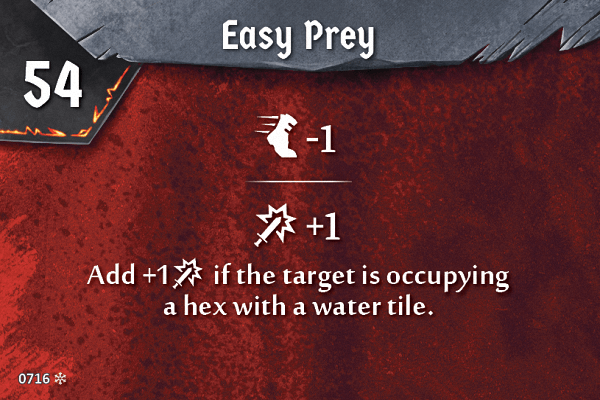 Easy Prey
54
-1
+1
Add +1 if the target is occupying
a hex with a water tile.
0716